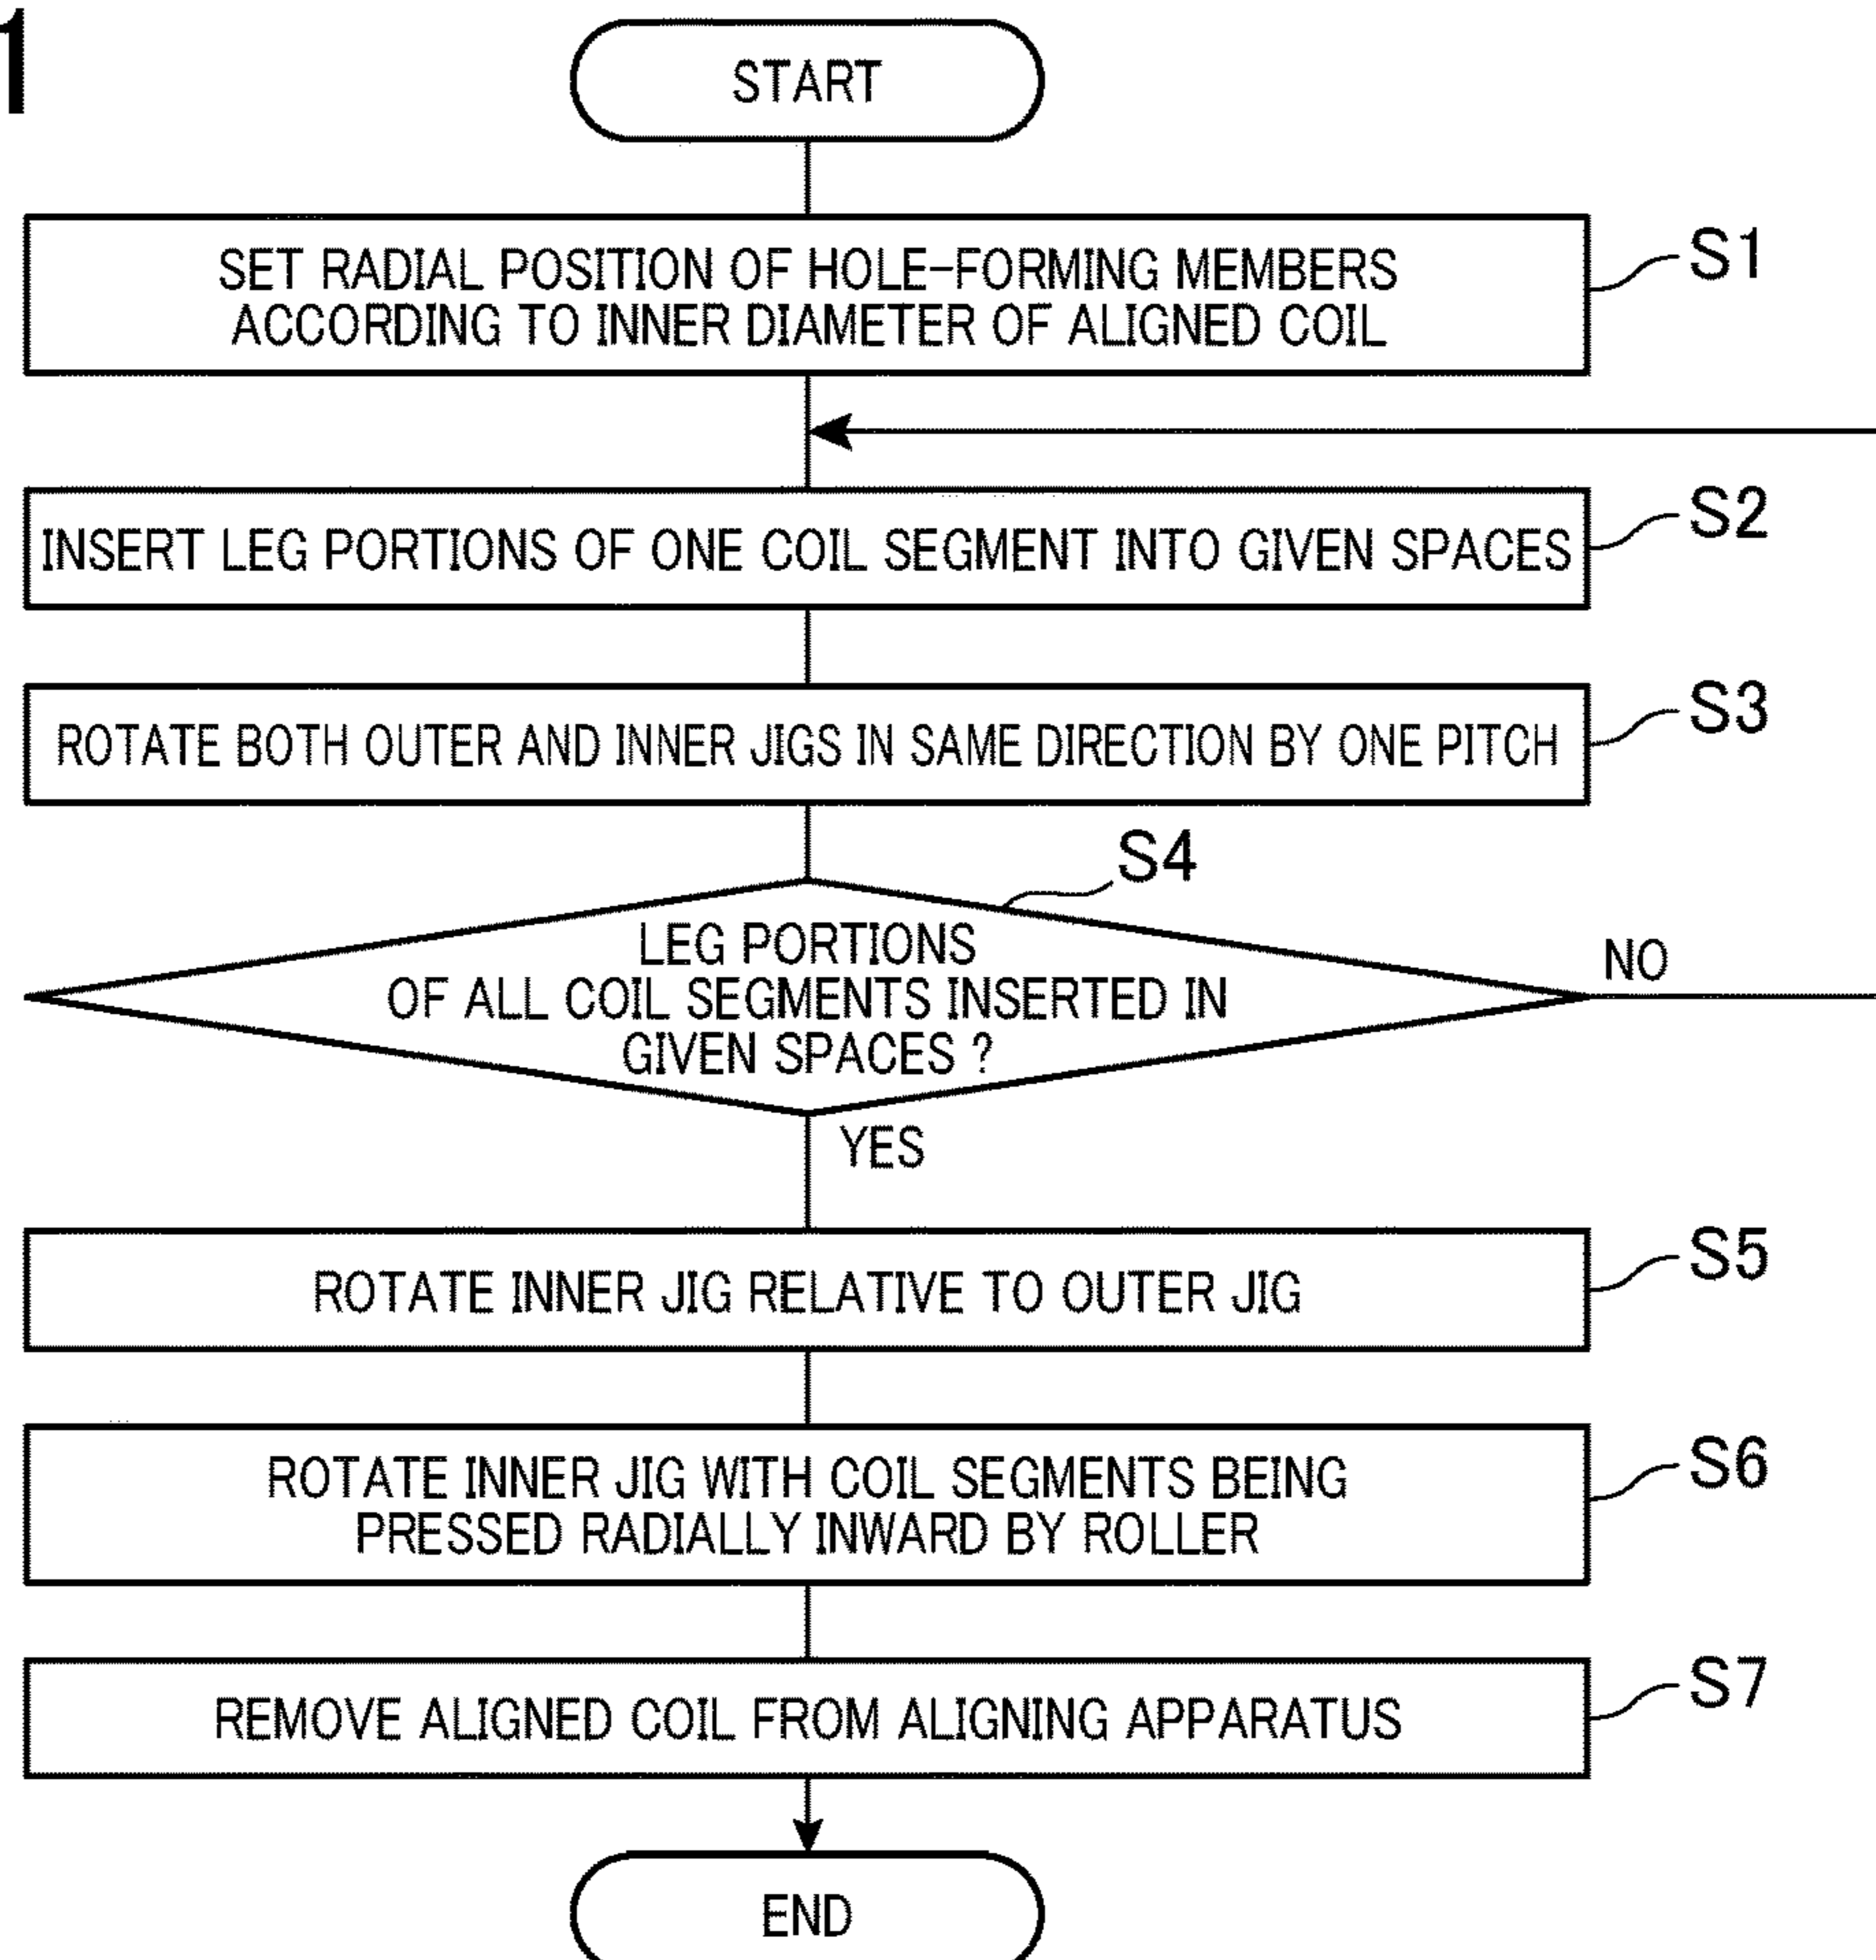 1
START
SET RADIAL POSITION OF HOLE-FORMING MEMBERS
ACCORDING TO INNER DIAMETER OF ALIGNED COIL
S1
INSERT LEG PORTIONS OF ONE COIL SEGMENT INTO GIVEN SPACES
S2
ROTATE BOTH OUTER AND INNER JIGS IN SAME DIRECTION BY ONE PITCH
S3
S4
LEG PORTIONS
OF ALL COIL SEGMENTS INSERTED IN
GIVEN SPACES ?
NO
YES
ROTATE INNER JIG RELATIVE TO OUTER JIG
S5
ROTATE INNER JIG WITH COIL SEGMENTS BEING
PRESSED RADIALLY INWARD BY ROLLER
S6
REMOVE ALIGNED COIL FROM ALIGNING APPARATUS
S7
END